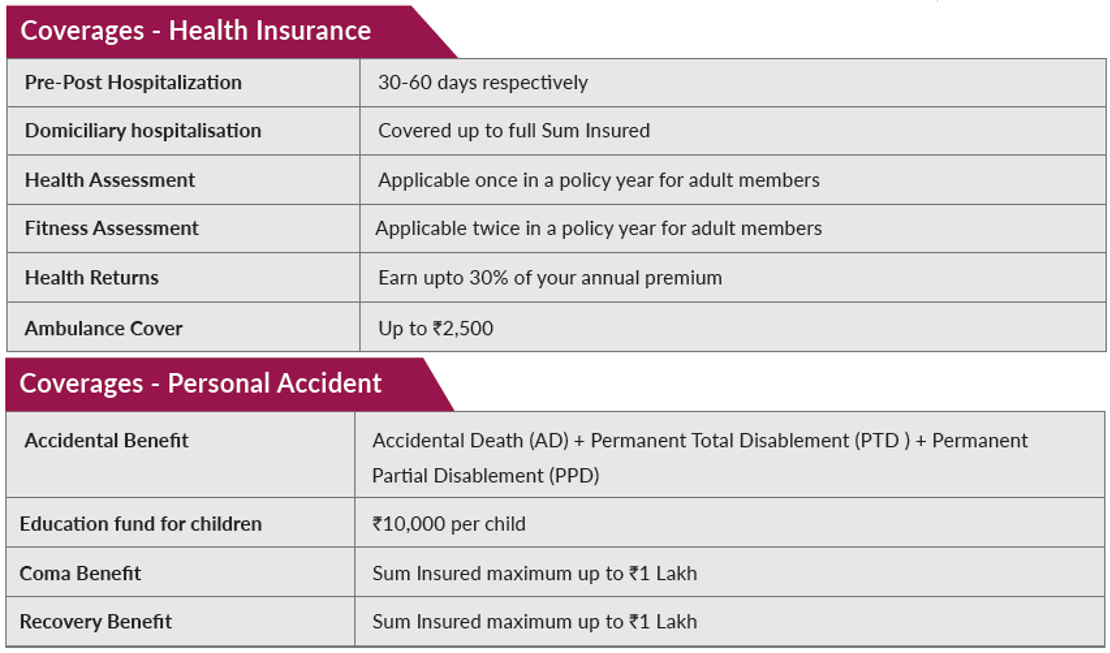 Coverages - Health Insurance
Pre-Post Hospitalization 30-60 days respectively
Domiciliary hospitalisation Covered up to full Sum Insured
Health Assessment Applicable once in a policy year for adult members
Fitness Assessment Applicable twice in a policy year for adult members
Health Returns Earn upto 30% of your annual premium
Ambulance Cover Up to ₹2,500
Coverages - Personal Accident
Accidental Benefit Accidental Death (AD) + Permanent Total Disablement (PTD ) + Permanent
Partial Disablement (PPD)
Education fund for children ₹10,000 per child
Coma Benefit Sum Insured maximum up to ₹1 Lakh
Recovery Benefit Sum Insured maximum up to ₹1 Lakh